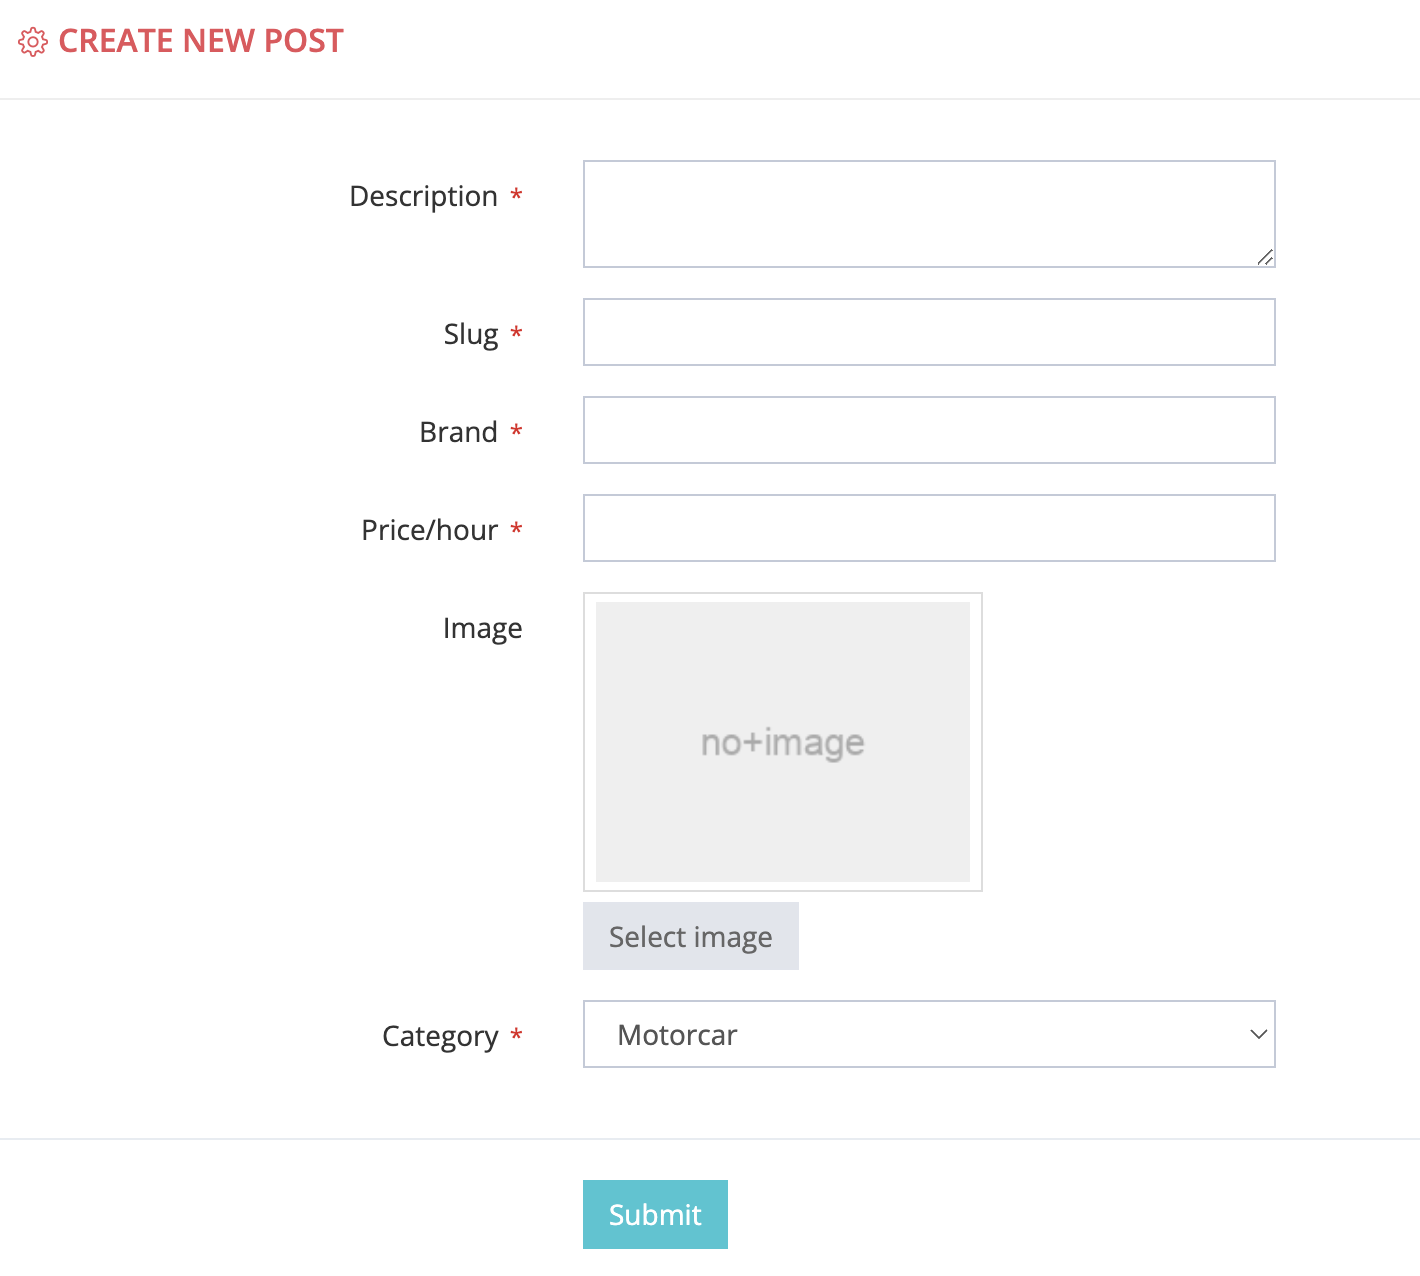 CREATE NEW POST
Description *
Slug *
Brand *
Price/hour *
Image
no+image
Select image
Category *
Motorcar
Submit